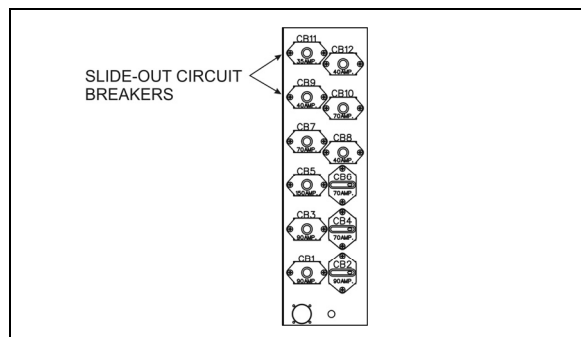 SLIDE-OUT CIRCUIT
BREAKERS
CB11
35AMP.
CB12
40AMP.
CB9
40AMP.
CB10
70AMP.
CB7
70AMP.
CB8
40AMP.
CB5
150AMP.
CB6
70AMP.
CB3
90AMP.
CB4
70AMP.
CB1
90AMP.
CB2
90AMP.